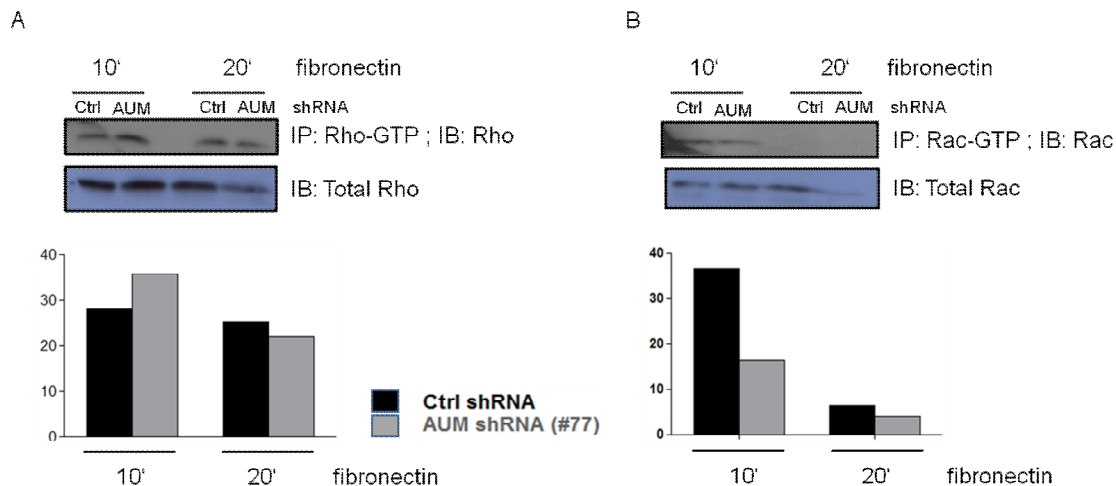 A
10' 20' fibronectin
Ctrl AUM Ctrl AUM shRNA
IP: Rho-GTP ; IB: Rho
IB: Total Rho
40
30
20
10
0
10' 20' fibronectin
Ctrl shRNA
AUM shRNA (#77)
B
10' 20' fibronectin
Ctrl AUM Ctrl AUM shRNA
IP: Rac-GTP ; IB: Rac
IB: Total Rac
40
30
20
10
0
10' 20' fibronectin